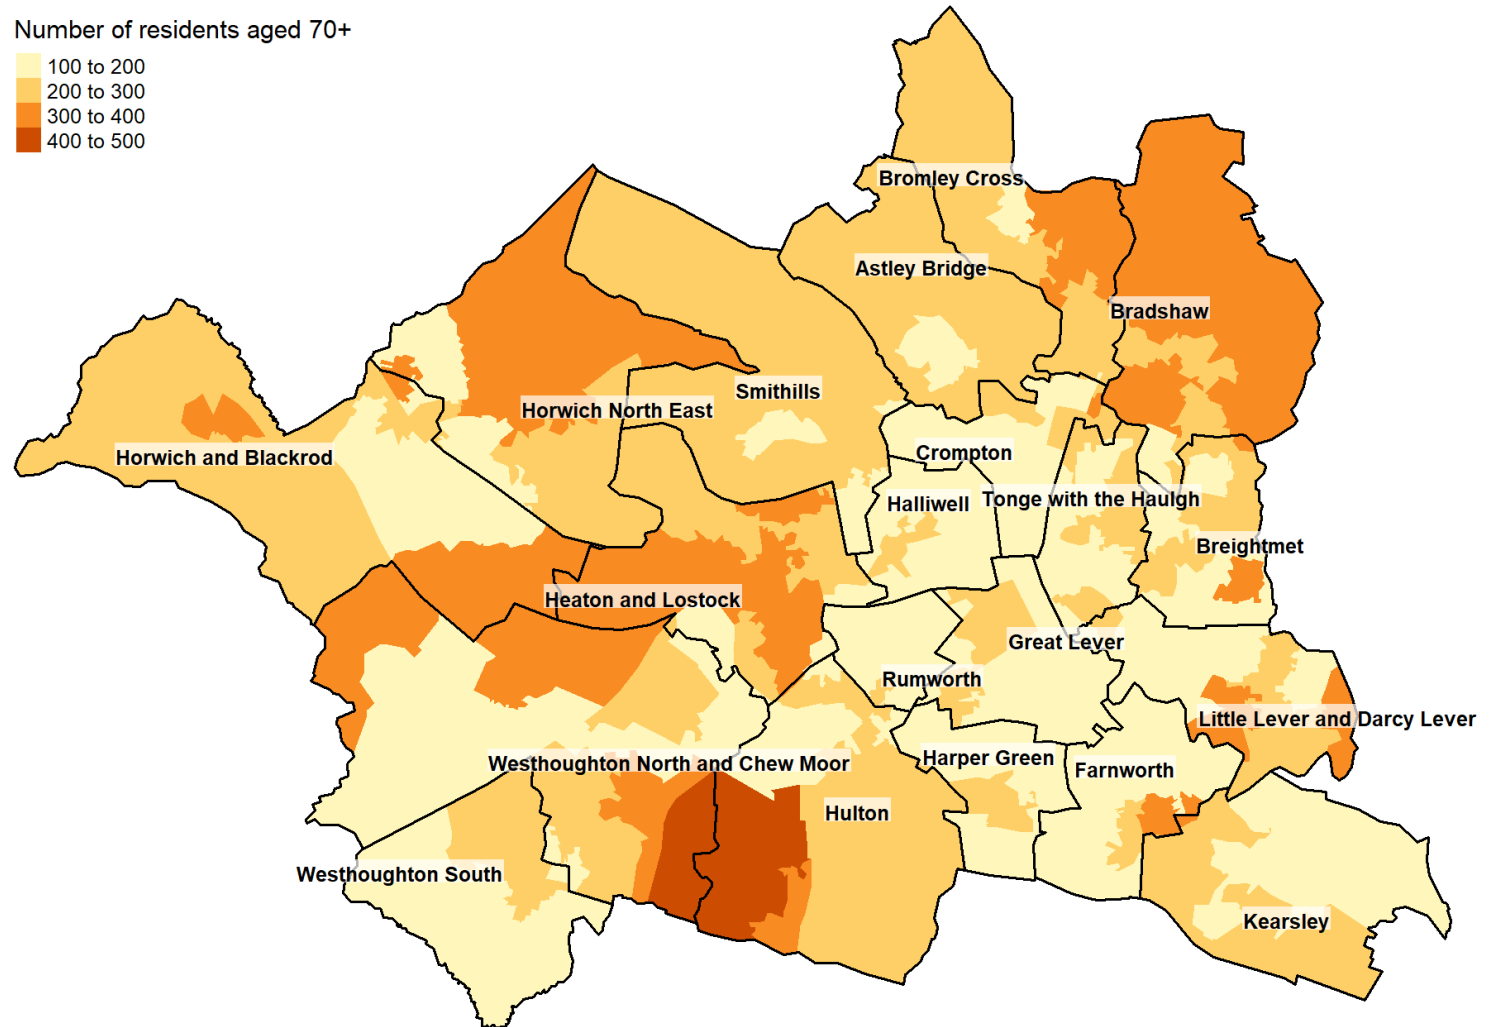 Number of residents aged 70+
100 to 200
200 to 300
300 to 400
400 to 500
Bromley Cross
Astley Bridge
Bradshaw
Smithills
Horwich North East
Crompton
Horwich and Blackrod
Tonge with the Haulgh
Halliwell
Breightmet
Heaton and Lostock
Great Lever
Rumworth
Little Lever and Darcy Lever
Harper Green
Westhoughton North and Chew Moor
Farnworth
Hulton
Westhoughton South
Kearsley